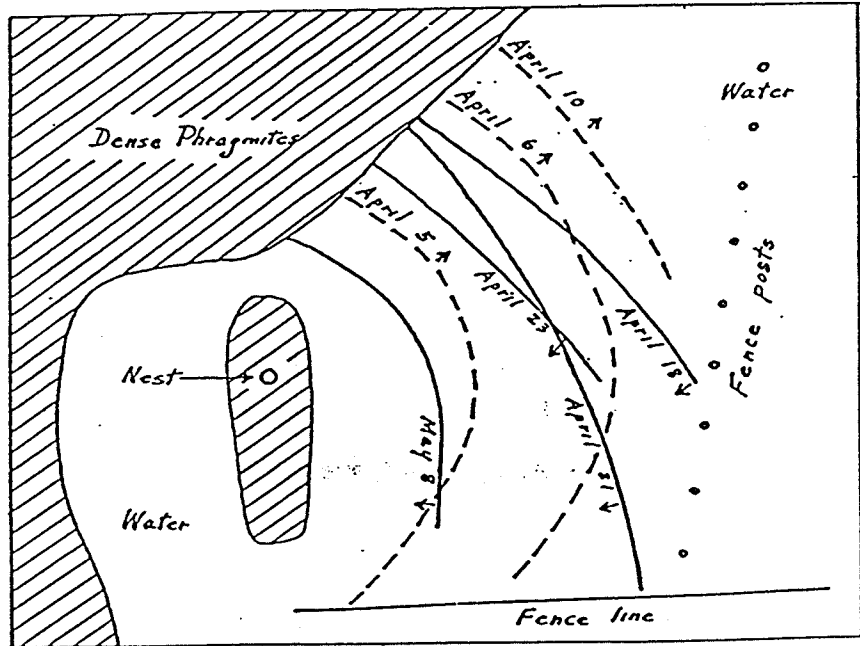 April 10
Water
April 6
Dense Phragmites
April 5
April 23
April 18
Fence posts
Nest
April
May 8
Water
Fence line